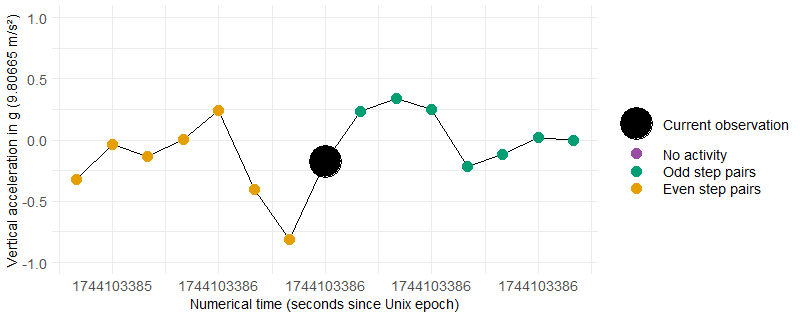 Vertical acceleration in g (9.80665 m/s²)
1.0
0.5
0.0
-0.5
-1.0
1744103385 1744103386 1744103386 1744103386 1744103386
Numerical time (seconds since Unix epoch)
Current observation
No activity
Odd step pairs
Even step pairs